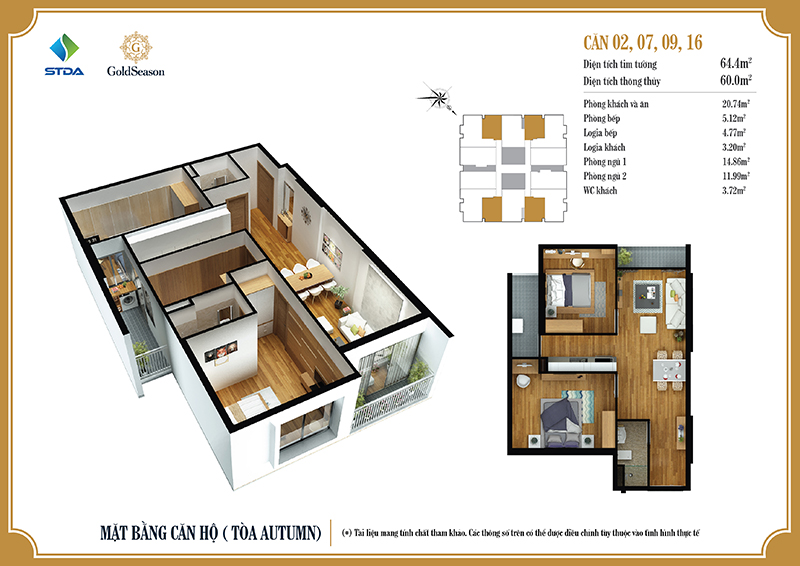 STDA
G
GoldSeason
CĂN 02, 07, 09, 16
Diện tích tim tường 64.4m²
Diện tích thông thủy 60.0m²
Phòng khách và ăn 20.74m²
Phòng bếp 5.12m²
Logia bếp 4.77m²
Logia khách 3.20m²
Phòng ngủ 1 14.86m²
Phòng ngủ 2 11.99m²
WC khách 3.72m²
MẶT BẰNG CĂN HỘ ( TÒA AUTUMN)
(*) Tài liệu mang tính chất tham khảo. Các thông số trên có thể được điều chỉnh tùy thuộc vào tình hình thực tế